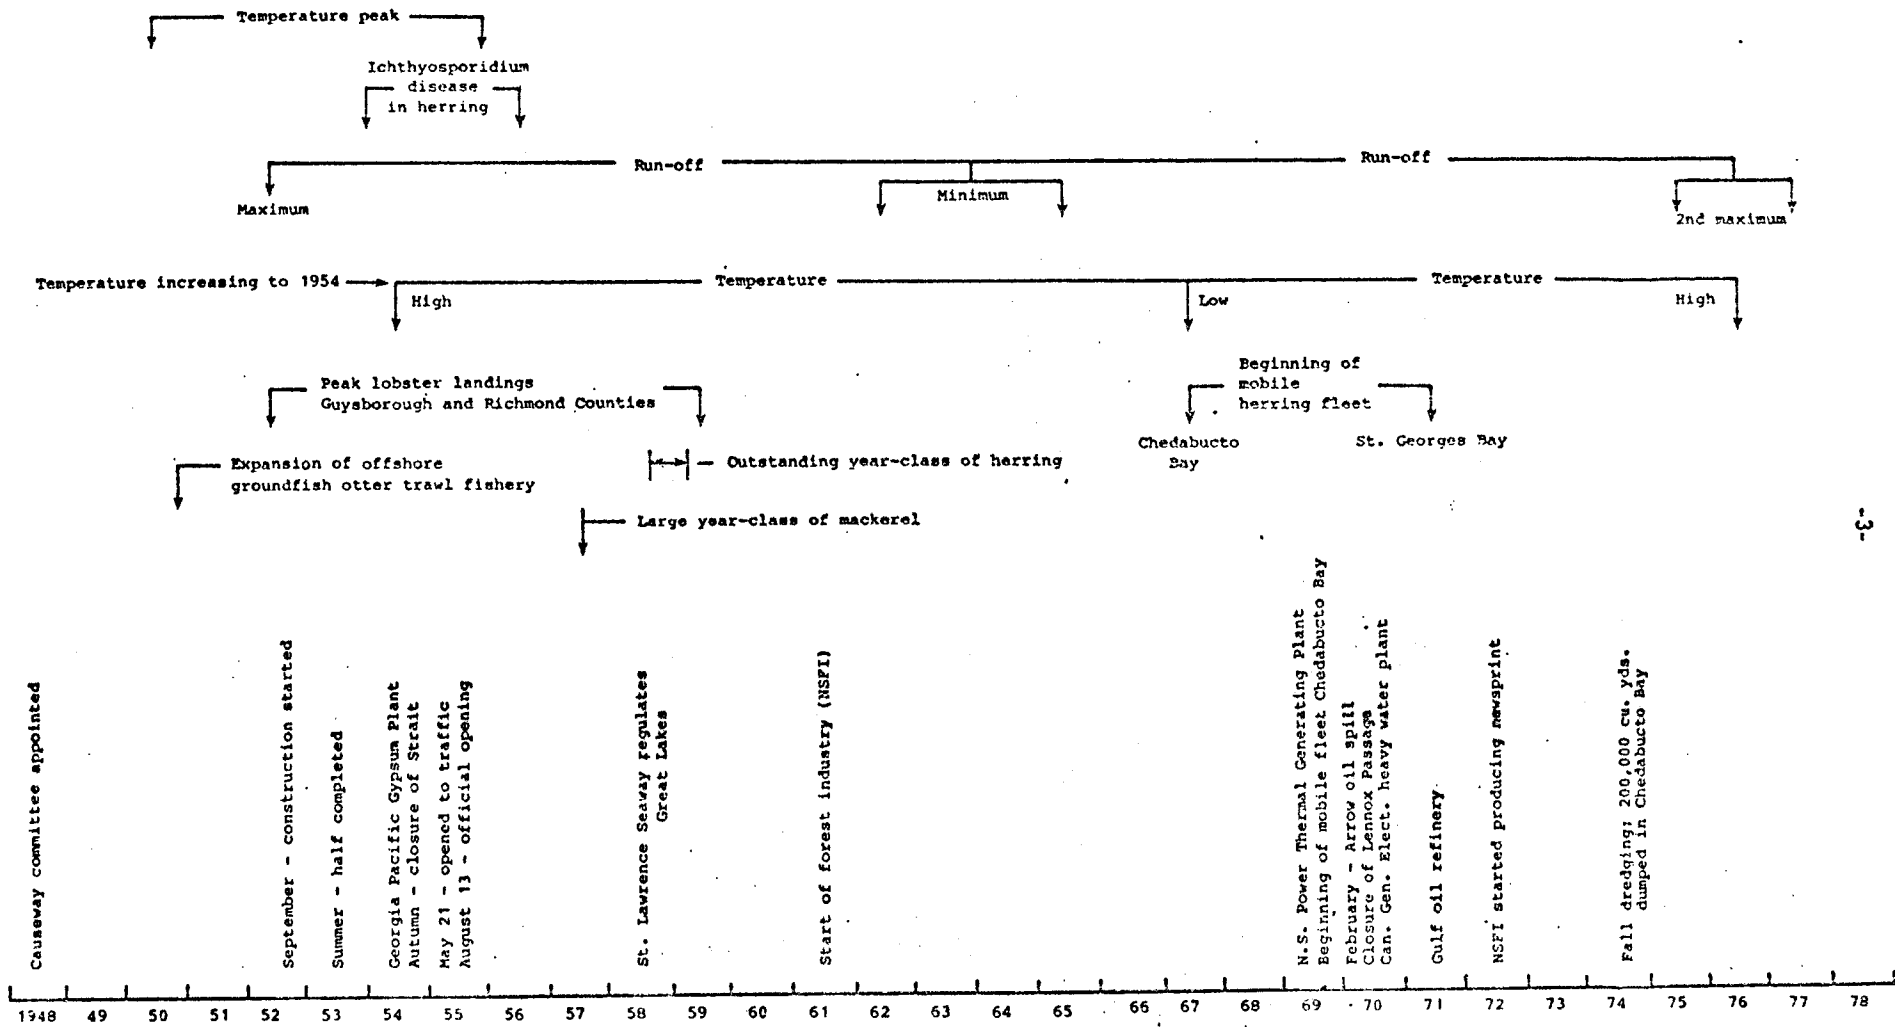 Temperature peak
Ichthyosporidium
disease
in herring
Run-off
Run-off
Maximum
Minimum
2nd maximum
Temperature increasing to 1954
High
Temperature
Low
Temperature
High
Peak lobster landings
Guysborough and Richmond Counties
Beginning of
mobile
herring fleet
Chedabucto
Bay
St. Georges Bay
Expansion of offshore
groundfish otter trawl fishery
Outstanding year-class of herring
Large year-class of mackerel
-3-
Causeway committee appointed
September - construction started
Summer - half completed
Georgia Pacific Gypsum Plant
Autumn - closure of Strait
May 21 - opened to traffic
August 13 - official opening
St. Lawrence Seaway regulates
Great Lakes
Start of forest industry (NSFI)
N.S. Power Thermal Generating Plant
Beginning of mobile fleet Chedabucto Bay
February - Arrow oil spill
Closure of Lennox Passage
Can. Gen. Elect. heavy water plant
Gulf oil refinery
NSFI started producing newsprint
Fall dredging; 200,000 cu. yds.
dumped in Chedabucto Bay
1948 49 50 51 52 53 54 55 56 57 58 59 60 61 62 63 64 65 66 67 68 69 70 71 72 73 74 75 76 77 78